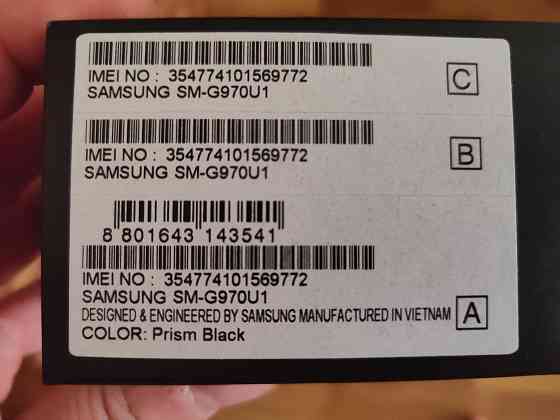 IMEI NO : 354774101569772
SAMSUNG SM-G970U1
C
IMEI NO : 354774101569772
SAMSUNG SM-G970U1
B
8 801643 143541
IMEI NO : 354774101569772
SAMSUNG SM-G970U1
DESIGNED & ENGINEERED BY SAMSUNG MANUFACTURED IN VIETNAM
A
COLOR: Prism Black